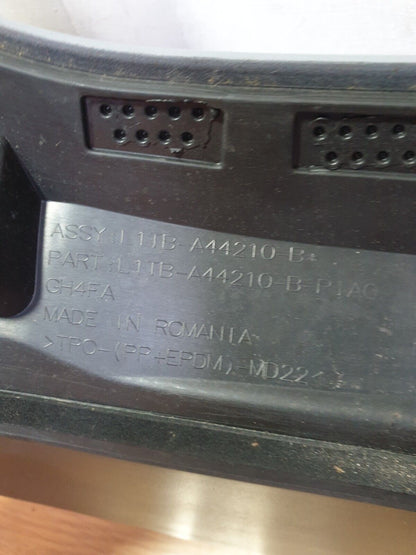 ASSY:L1TB-A44210-B*
PART:L1TB-A44210-B-PIAC
GH4FA
MADE IN ROMANIA
>TPO-(PP+EPDM)-MD22<